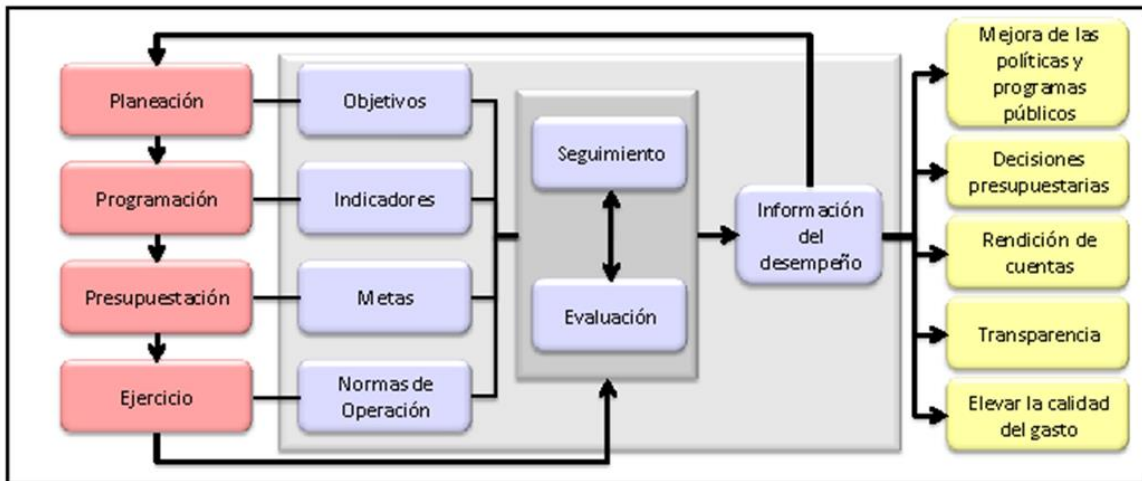 Planeación
Programación
Presupuestación
Ejercicio
Objetivos
Indicadores
Metas
Normas de
Operación
Seguimiento
Evaluación
Información
del
desempeño
Mejora de las
políticas y
programas
públicos
Decisiones
presupuestarias
Rendición de
cuentas
Transparencia
Elevar la calidad
del gasto